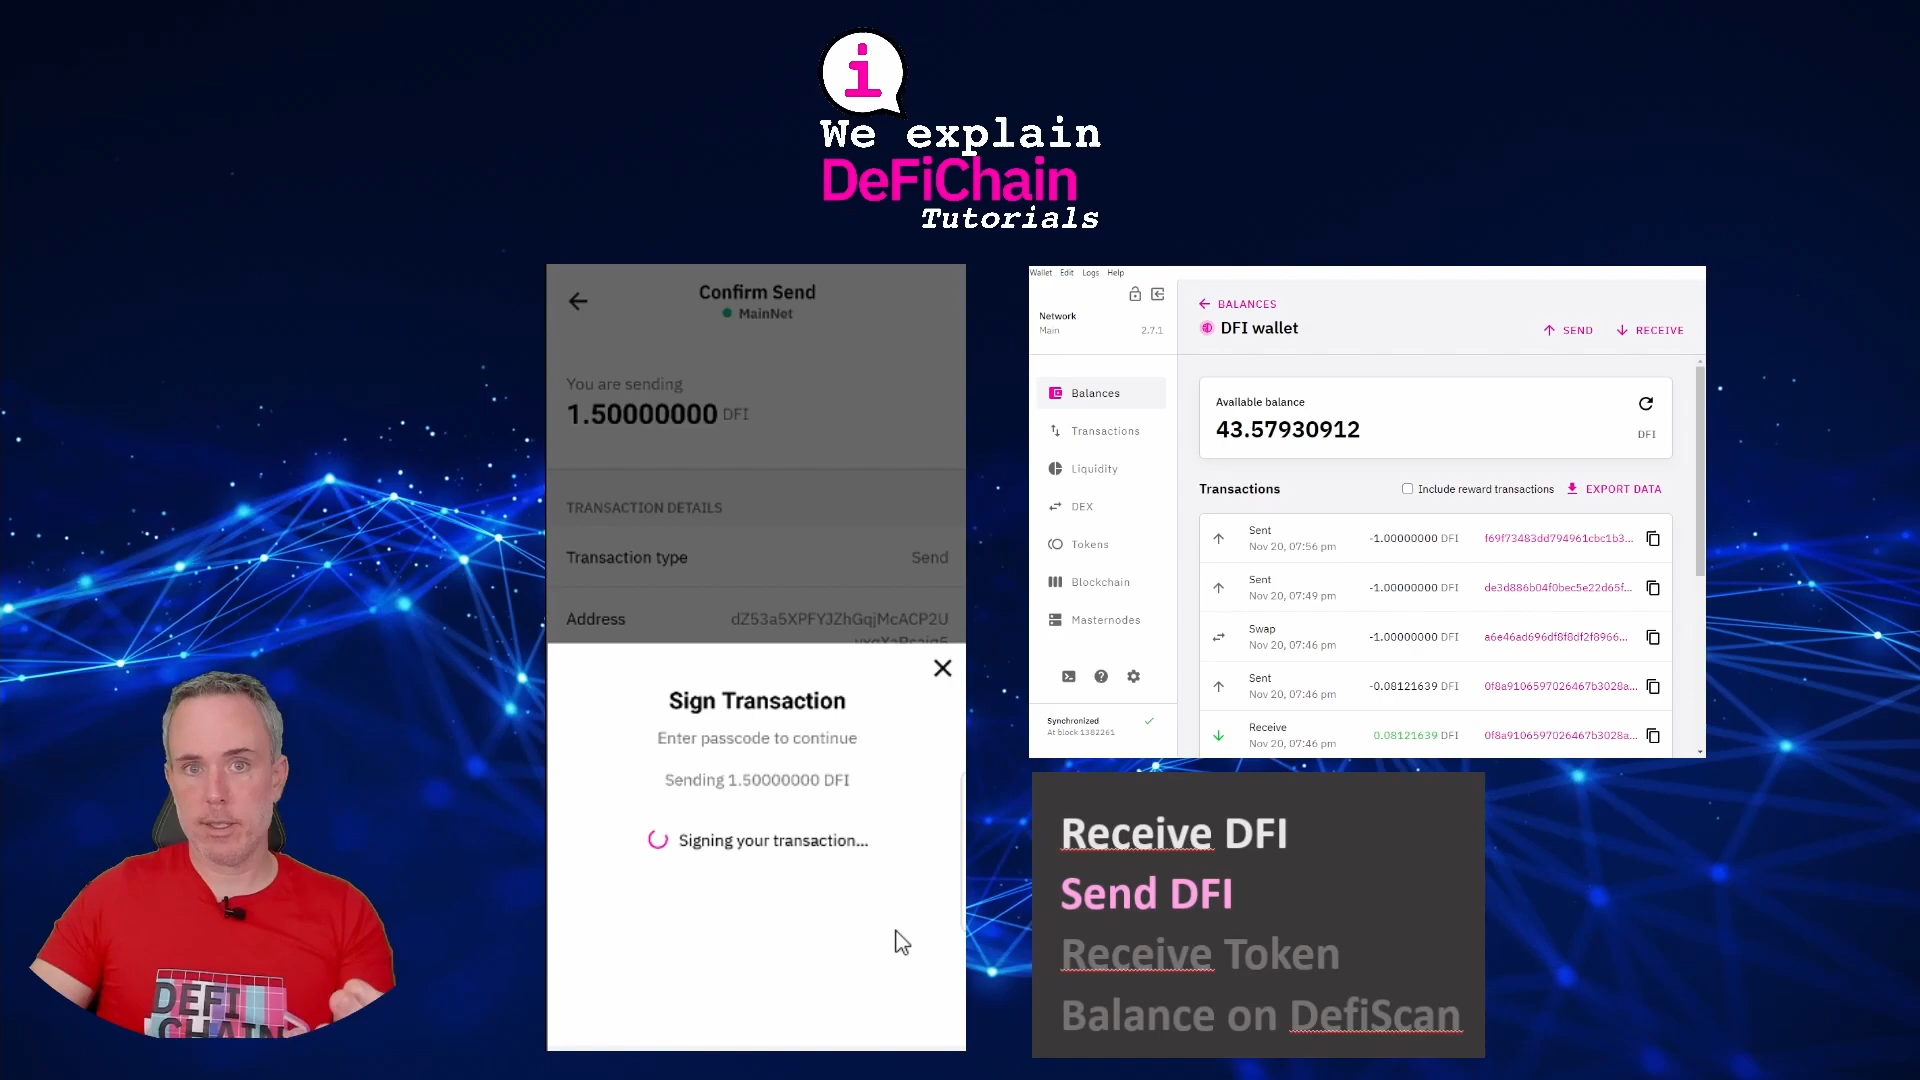 i
We explain
DeFiChain
Tutorials
Confirm Send
MainNet
You are sending
1.50000000 DFI
TRANSACTION DETAILS
Transaction type Send
Address dZ53a5XPFYJZhGqjMcACP2U
Sign Transaction
Enter passcode to continue
Sending 1.50000000 DFI
Signing your transaction...
Wallet Edit Logs Help
Network
Main 2.7.1
Balances
Transactions
Liquidity
DEX
Tokens
Blockchain
Masternodes
Synchronized
At block 1382261
BALANCES
DFI wallet
SEND RECEIVE
Available balance
43.57930912
DFI
Transactions Include reward transactions EXPORT DATA
Sent
Nov 20, 07:56 pm -1.00000000 DFI f69f73483dd794961cbc1b3...
Sent
Nov 20, 07:49 pm -1.00000000 DFI de3d886b04f0bec5e22d65f...
Swap
Nov 20, 07:46 pm -1.00000000 DFI a6e46ad696df8f8df2f8966...
Sent
Nov 20, 07:46 pm -0.08121639 DFI 0f8a9106597026467b3028a...
Receive
Nov 20, 07:46 pm 0.08121639 DFI 0f8a9106597026467b3028a...
Receive DFI
Send DFI
Receive Token
Balance on DefiScan
DEFI
CHAIN